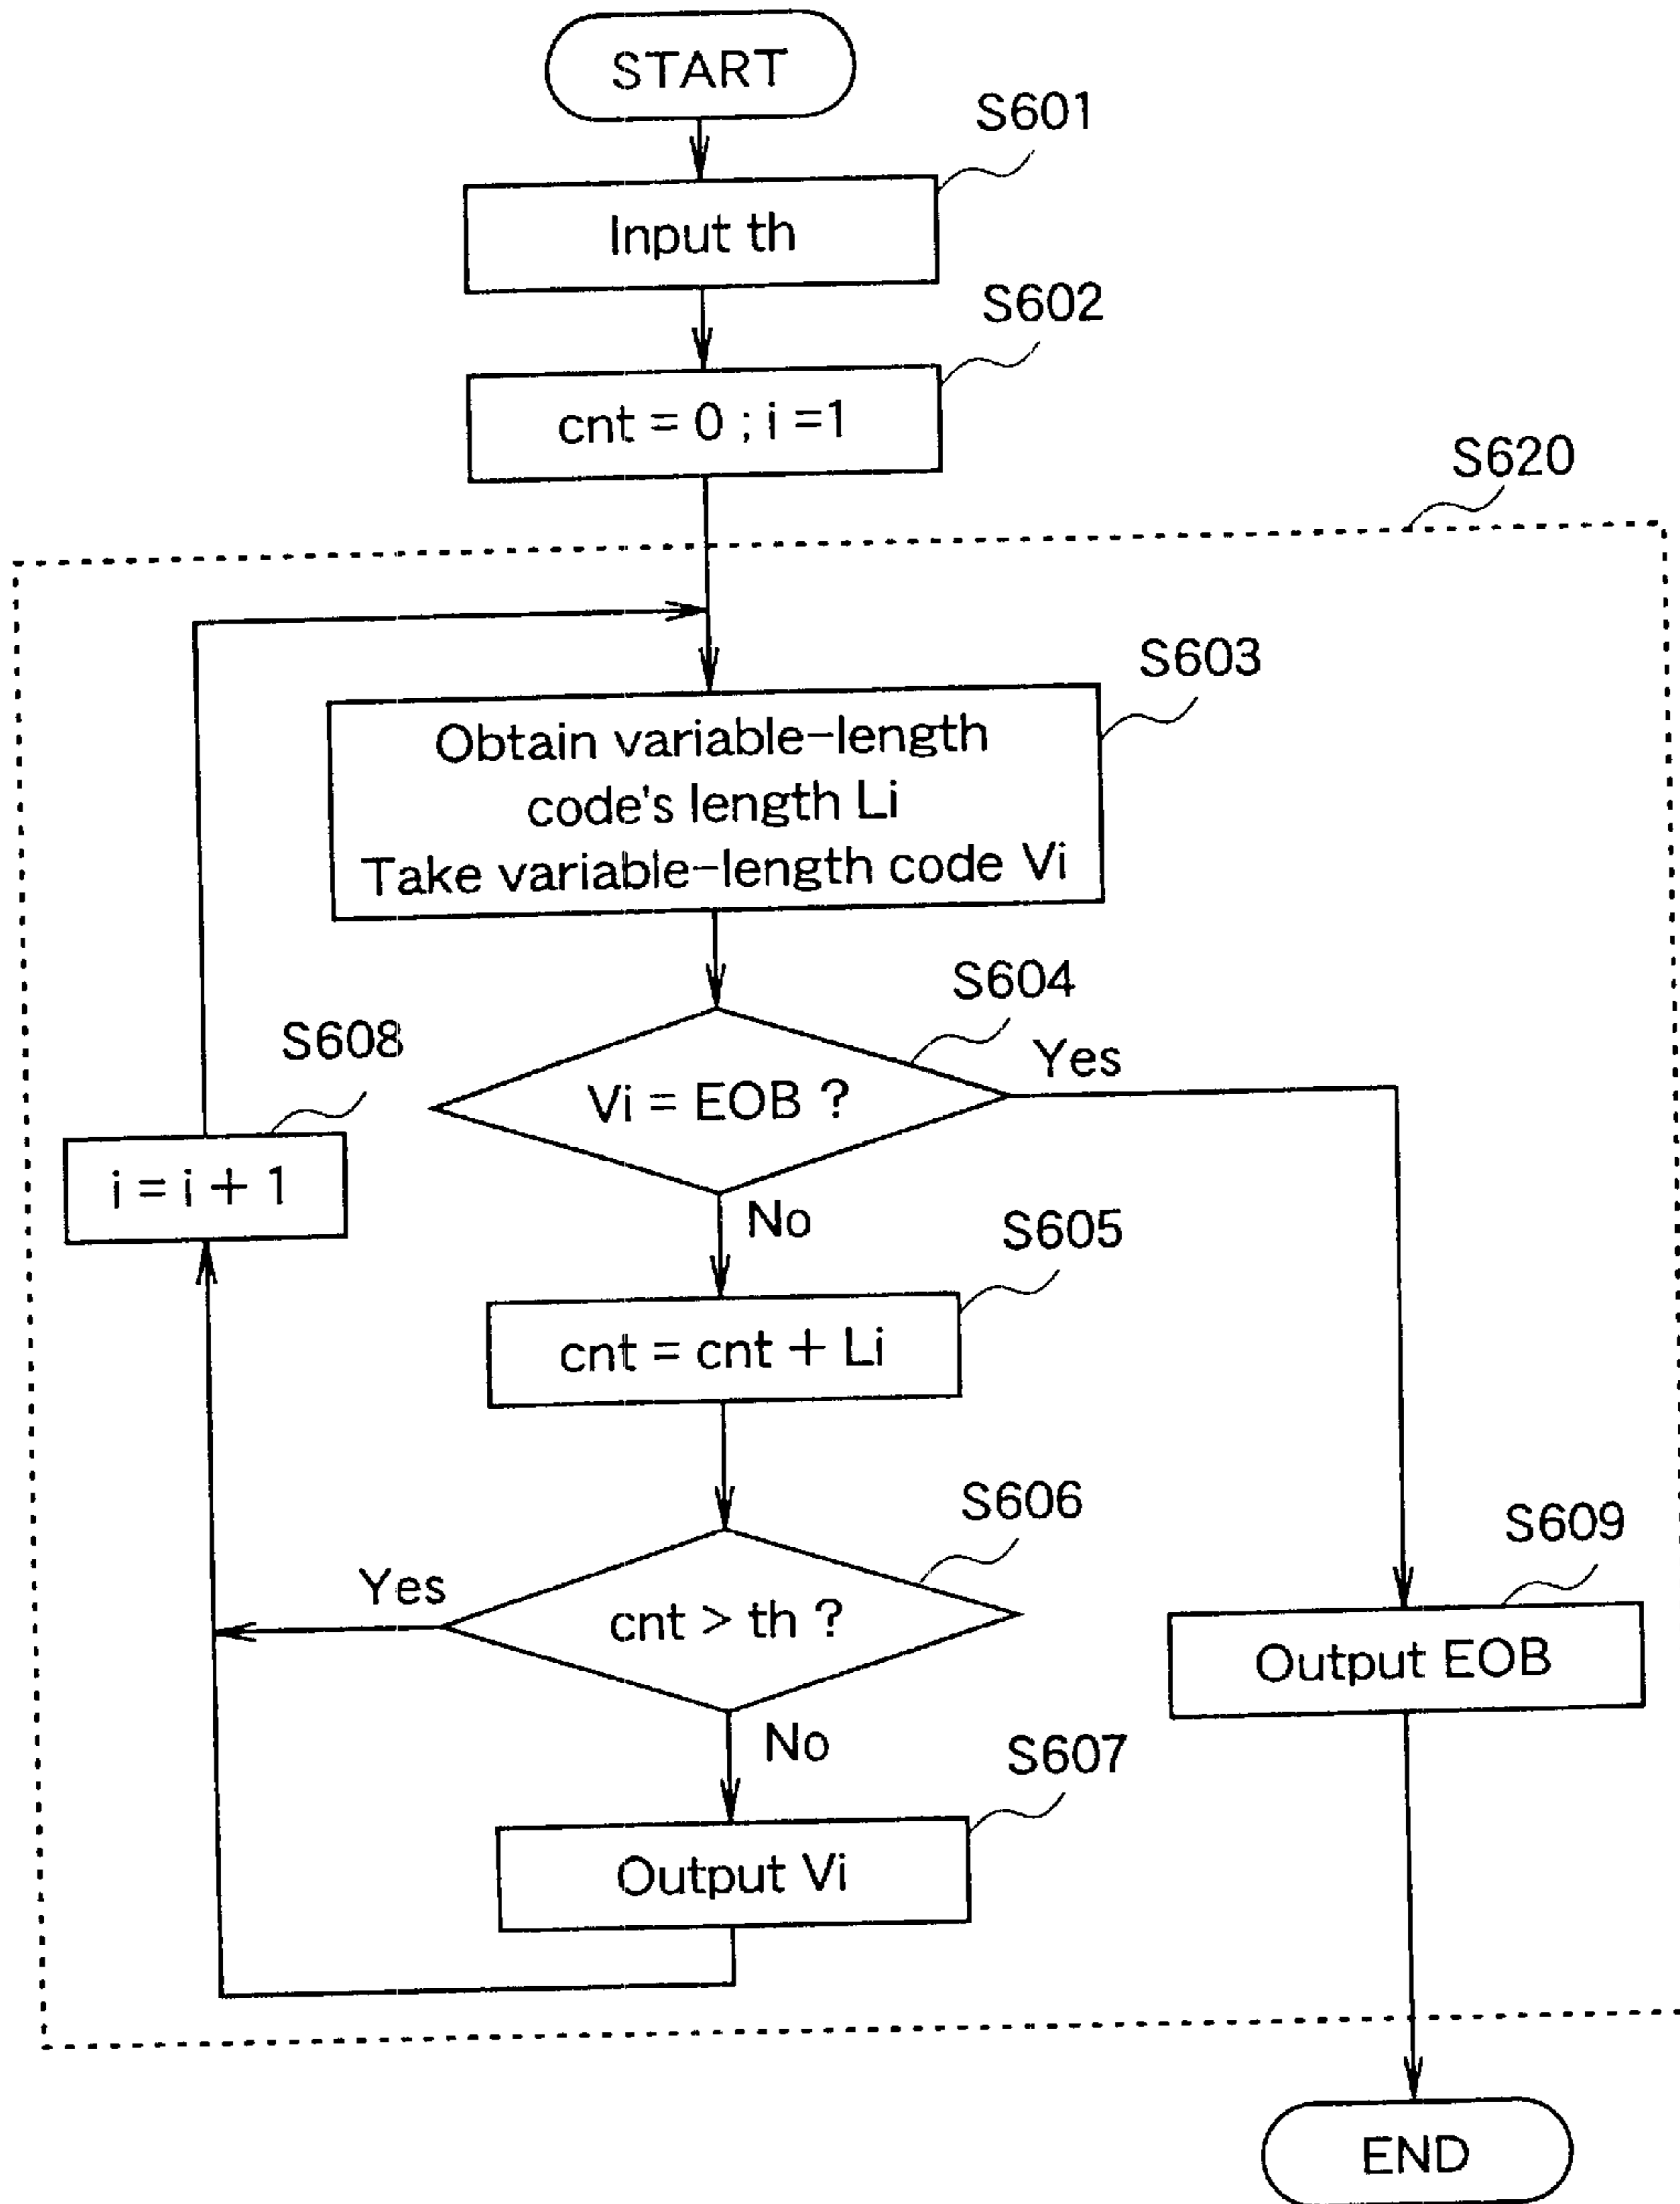 START
S601
Input th
S602
cnt = 0 ; i =1
S620
S603
Obtain variable-length
code's length Li
Take variable-length code Vi
S604
Vi = EOB ?
Yes
No
S608
i = i + 1
S605
cnt = cnt + Li
S606
cnt > th ?
Yes
No
S609
Output EOB
S607
Output Vi
END